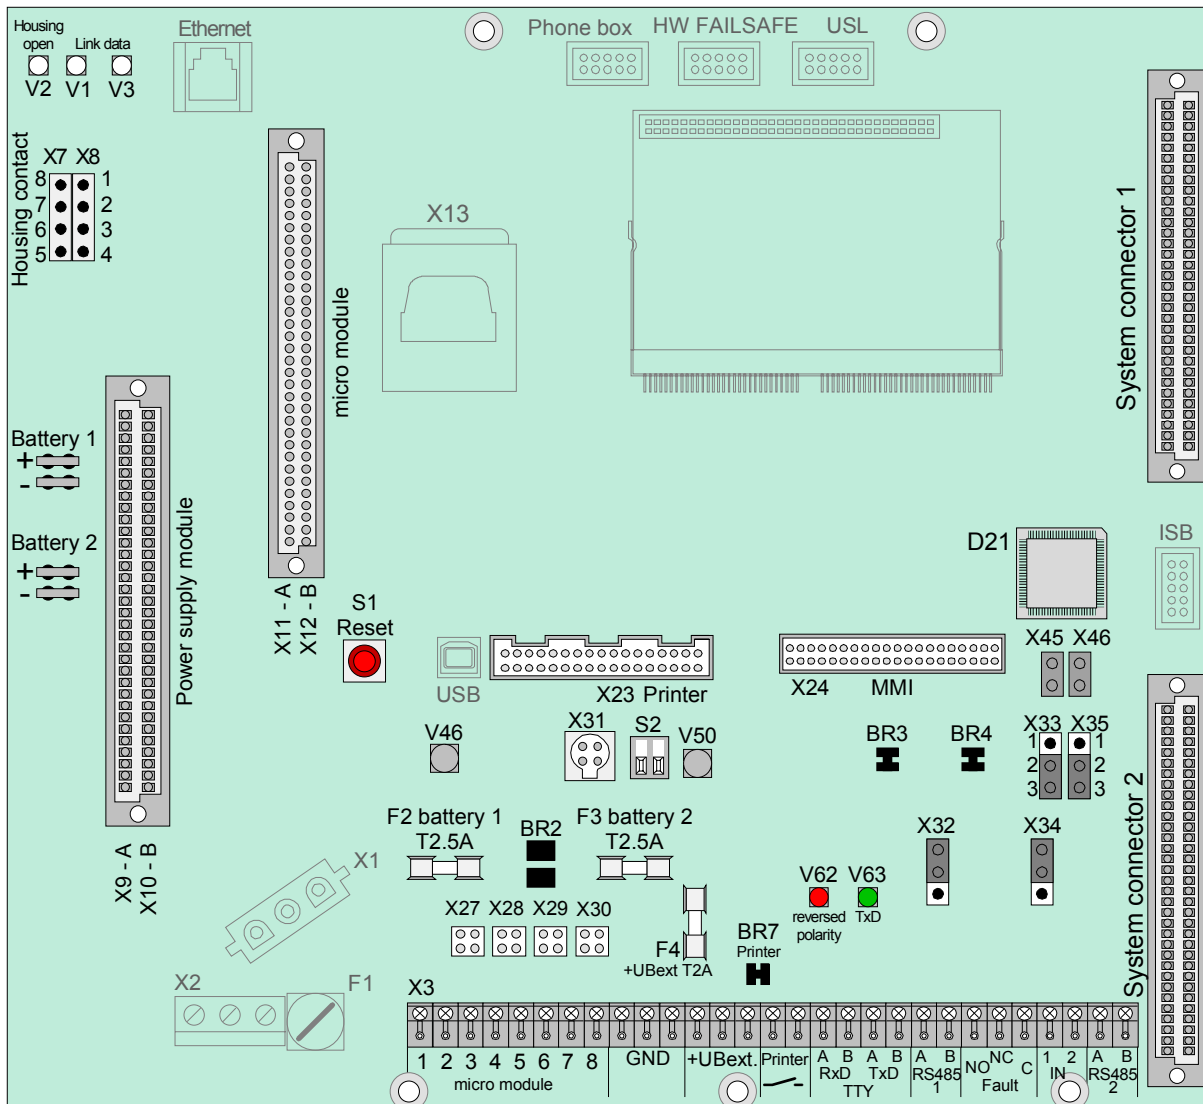 Housing
open
Link data
V2 V1 V3
Ethernet
Phone box
HW FAILSAFE
USL
Housing contact
X7 X8
8 1
7 2
6 3
5 4
X13
micro module
X11 - A
X12 - B
System connector 1
Battery 1
+
-
Battery 2
+
-
Power supply module
X9 - A
X10 - B
S1
Reset
USB
X23 Printer
X24 MMI
D21
ISB
X45 X46
V46
X31
S2
V50
BR3
BR4
X33 X35
1 1
2 2
3 3
X32
X34
System connector 2
F2 battery 1
T2.5A
BR2
F3 battery 2
T2.5A
X1
X27 X28 X29 X30
F4
+UBext T2A
V62
reversed
polarity
V63
TxD
BR7
Printer
X2
F1
X3
1 2 3 4 5 6 7 8
micro module
GND
+UBext.
Printer
A B A B
RxD TxD
TTY
A B
RS485
1
NO NC C
Fault
1 2
IN
A B
RS485
2